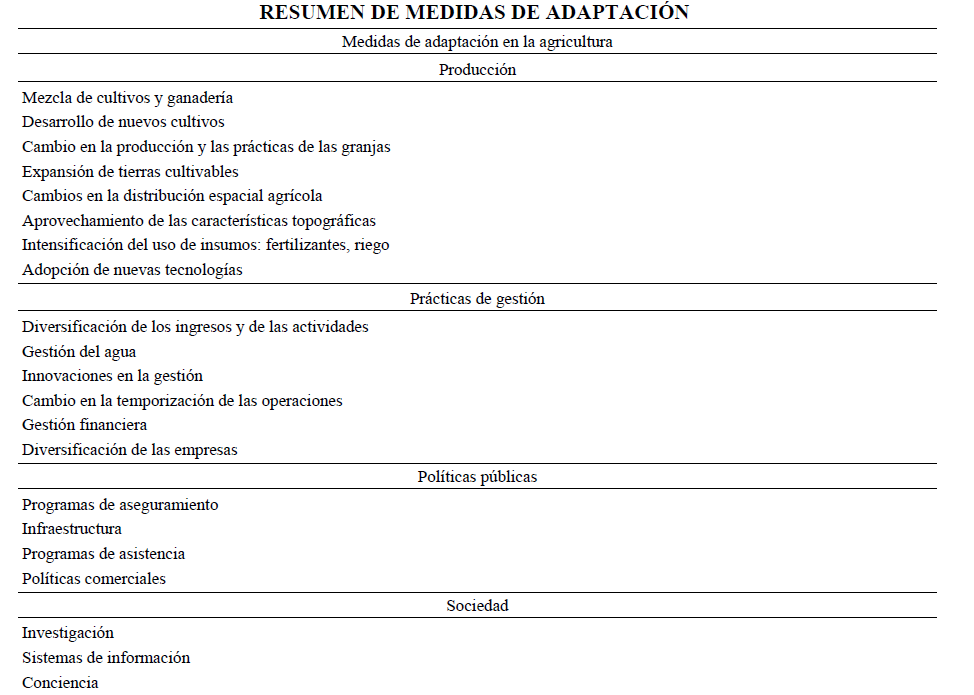 RESUMEN DE MEDIDAS DE ADAPTACIÓN
Medidas de adaptación en la agricultura
Producción
Mezcla de cultivos y ganadería
Desarrollo de nuevos cultivos
Cambio en la producción y las prácticas de las granjas
Expansión de tierras cultivables
Cambios en la distribución espacial agrícola
Aprovechamiento de las características topográficas
Intensificación del uso de insumos: fertilizantes, riego
Adopción de nuevas tecnologías
Prácticas de gestión
Diversificación de los ingresos y de las actividades
Gestión del agua
Innovaciones en la gestión
Cambio en la temporización de las operaciones
Gestión financiera
Diversificación de las empresas
Políticas públicas
Programas de aseguramiento
Infraestructura
Programas de asistencia
Políticas comerciales
Sociedad
Investigación
Sistemas de información
Conciencia